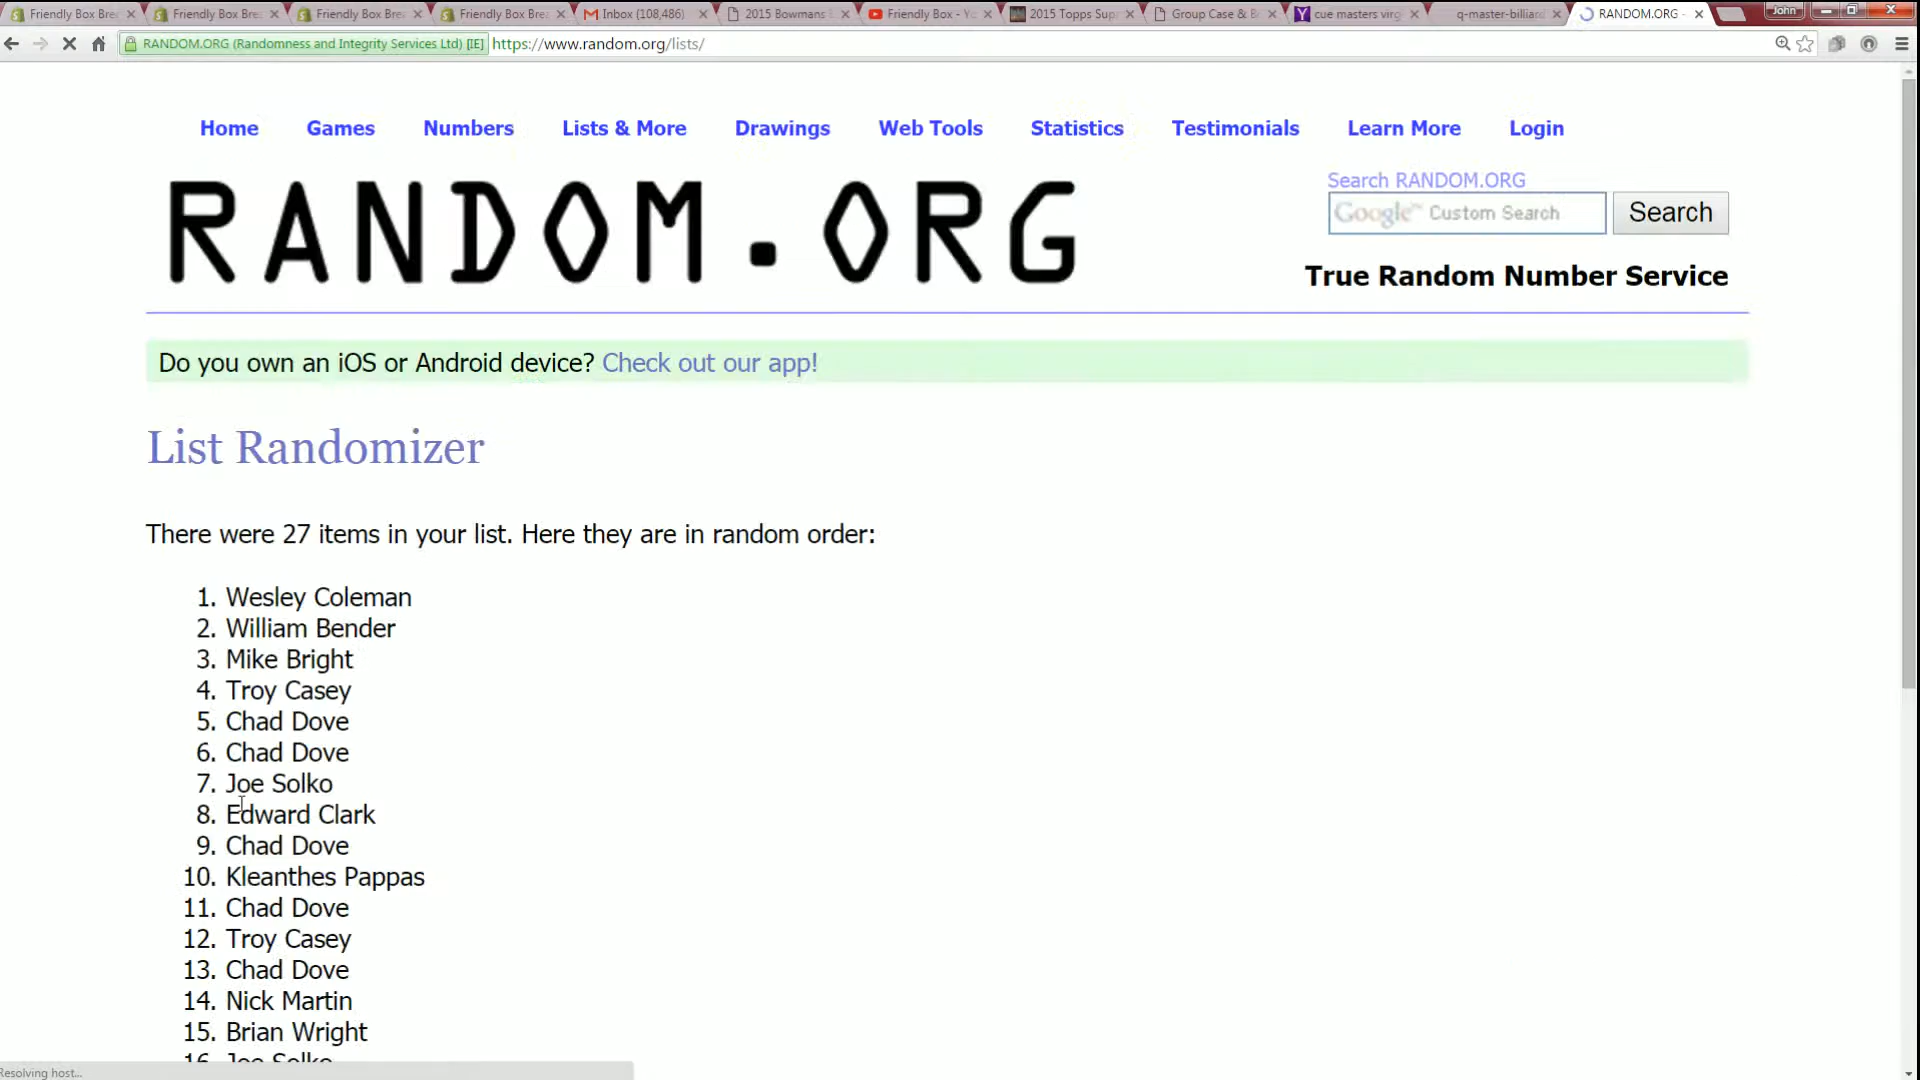 Friendly Box Bre
Friendly Box Bre
Friendly Box Bre
Friendly Box Bre
Inbox (108,486)
2015 Bowmans
Friendly Box - Y
2015 Topps Sup
Group Case & B
cue masters virg
q-master-billiard
RANDOM.ORG -
John
RANDOM.ORG (Randomness and Integrity Services Ltd) [IE] https://www.random.org/lists/
Home Games Numbers Lists & More Drawings Web Tools Statistics Testimonials Learn More Login
RANDOM.ORG
Search RANDOM.ORG
Google™ Custom Search
Search
True Random Number Service
Do you own an iOS or Android device? Check out our app!
List Randomizer
There were 27 items in your list. Here they are in random order:
1. Wesley Coleman
2. William Bender
3. Mike Bright
4. Troy Casey
5. Chad Dove
6. Chad Dove
7. Joe Solko
8. Edward Clark
9. Chad Dove
10. Kleanthes Pappas
11. Chad Dove
12. Troy Casey
13. Chad Dove
14. Nick Martin
15. Brian Wright
16. Joe Solko
Resolving host...